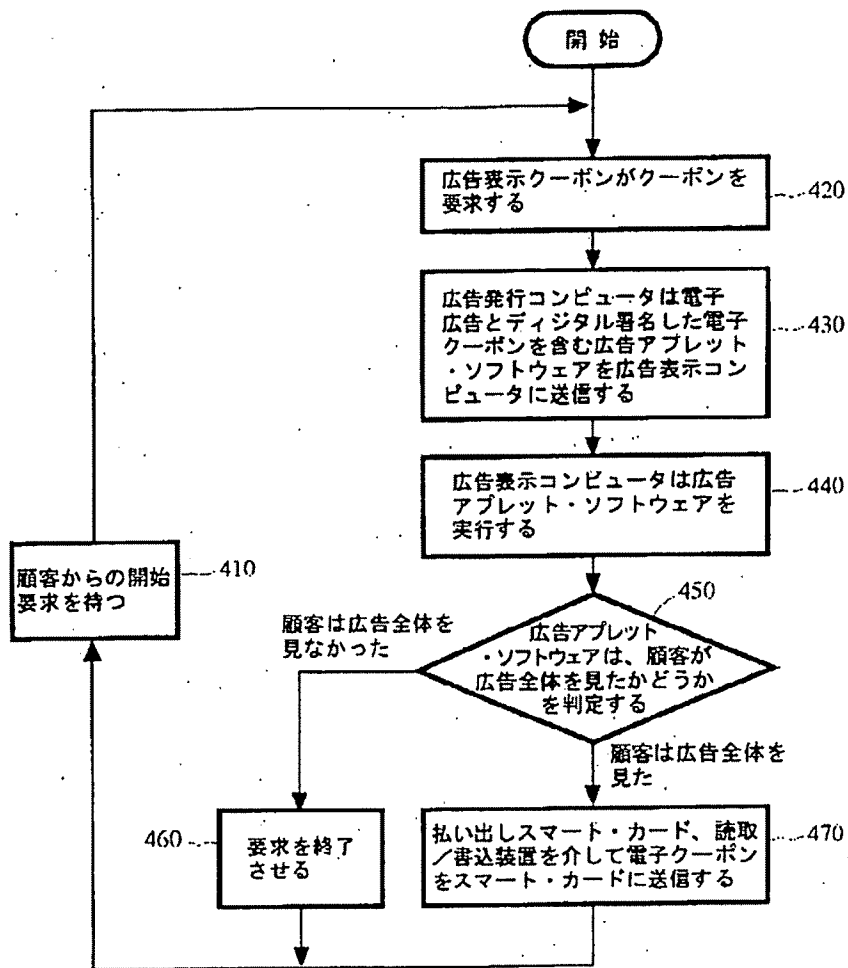 開始
広告表示クーポンがクーポンを
要求する
420
広告発行コンピュータは電子
広告とディジタル署名した電子
クーポンを含む広告アプレット
・ソフトウェアを広告表示コン
ピュータに送信する
430
広告表示コンピュータは広告
アプレット・ソフトウェアを
実行する
440
顧客からの開始
要求を待つ
410
450
広告アプレット
・ソフトウェアは、顧客が
広告全体を見たかどうか
を判定する
顧客は広告全体を
見なかった
顧客は広告全体を
見た
460
要求を終了
させる
払い出しスマート・カード、読取
／書込装置を介して電子クーポン
をスマート・カードに送信する
470